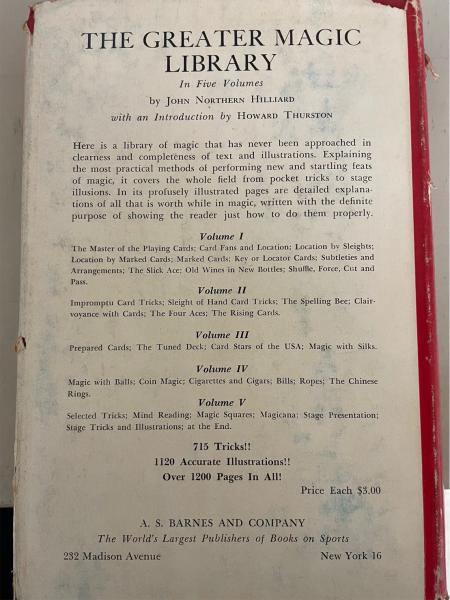 THE GREATER MAGIC
LIBRARY
In Five Volumes
by John Northern Hilliard
with an Introduction by Howard Thurston
Here is a library of magic that has never been approached in
clearness and completeness of text and illustrations. Explaining
the most practical methods of performing new and startling feats
of magic, it covers the whole field from pocket tricks to stage
illusions. In its profusely illustrated pages are detailed explana-
tions of all that is worth while in magic, written with the definite
purpose of showing the reader just how to do them properly.
Volume I
The Master of the Playing Cards; Card Fans and Location; Location by Sleights;
Location by Marked Cards; Marked Cards; Key or Locator Cards; Subtleties and
Arrangements; The Slick Ace; Old Wines in New Bottles; Shuffle, Force, Cut and
Pass.
Volume II
Impromptu Card Tricks; Sleight of Hand Card Tricks; The Spelling Bee; Clair-
voyance with Cards; The Four Aces; The Rising Cards.
Volume III
Prepared Cards; The Tuned Deck; Card Stars of the USA; Magic with Silks.
Volume IV
Magic with Balls; Coin Magic; Cigarettes and Cigars; Bills; Ropes; The Chinese
Rings.
Volume V
Selected Tricks; Mind Reading; Magic Squares; Magicana; Stage Presentation;
Stage Tricks and Illustrations; at the End.
715 Tricks!!
1120 Accurate Illustrations!!
Over 1200 Pages In All!
Price Each $3.00
A. S. BARNES AND COMPANY
The World's Largest Publishers of Books on Sports
232 Madison Avenue New York 16